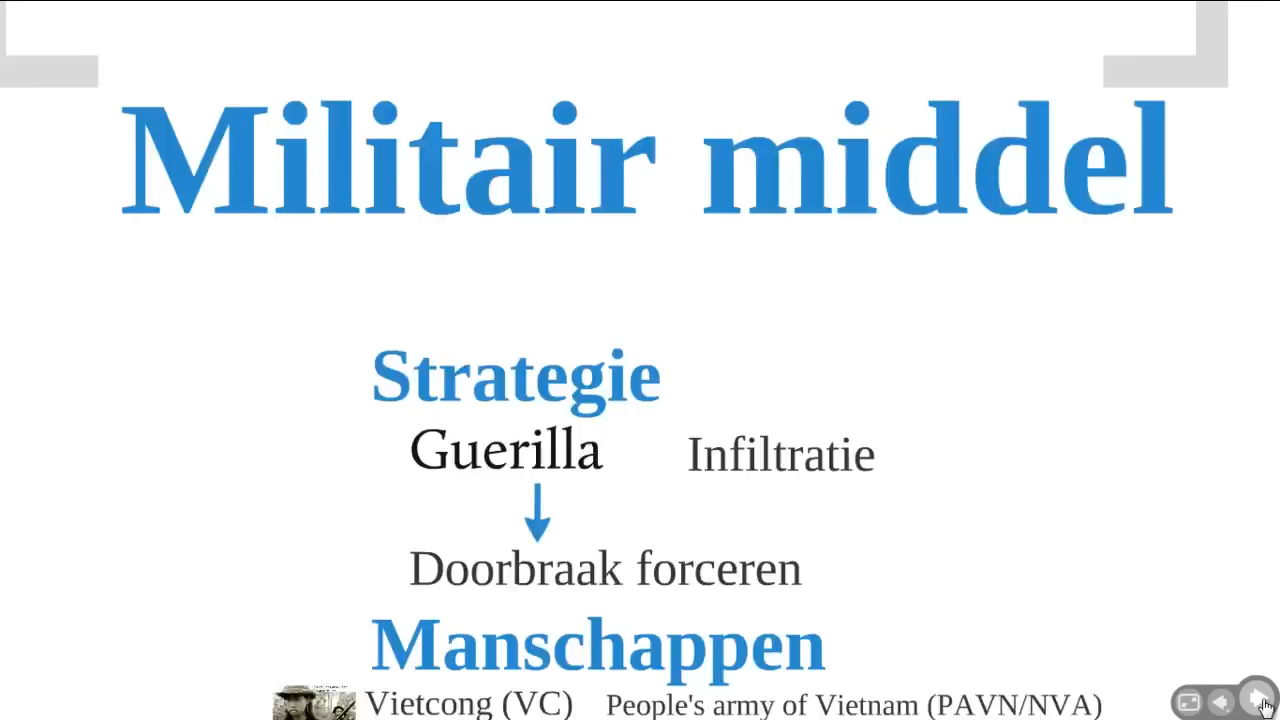 Militair middel
Strategie
Guerilla Infiltratie
Doorbraak forceren
Manschappen
Vietcong (VC) People's army of Vietnam (PAVN/NVA)